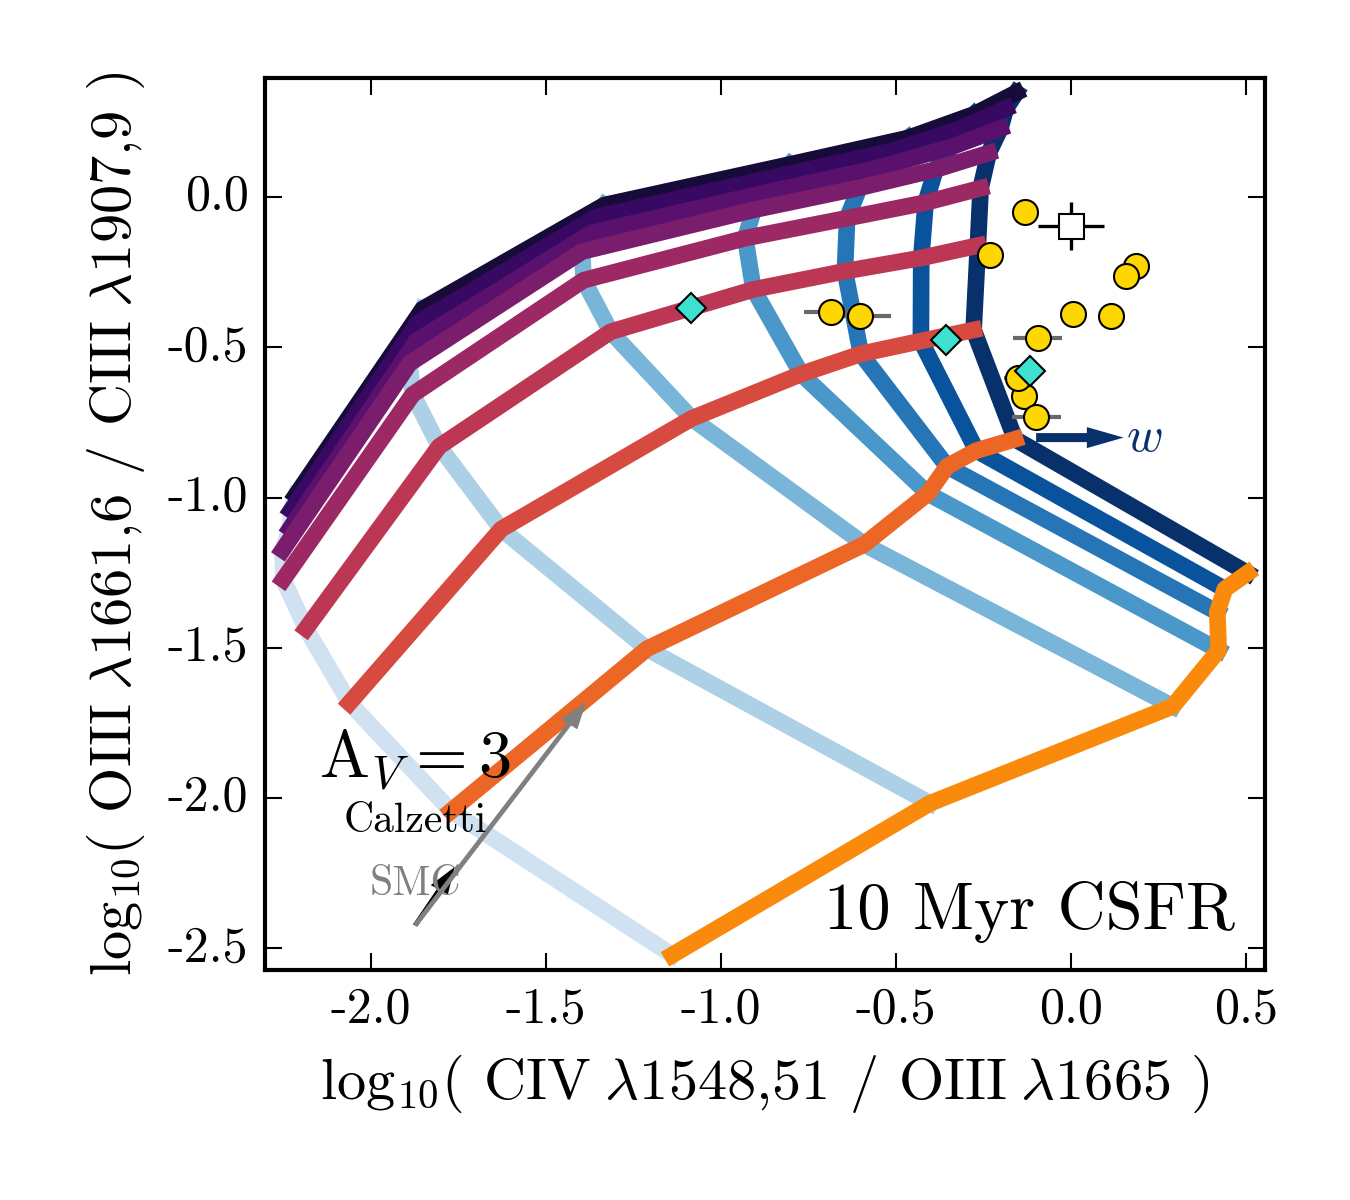 log₁₀( OIII λ1661,6 / CIII λ1907,9 )
0.0
-0.5
-1.0
-1.5
-2.0
-2.5
w
A_V = 3
Calzetti
SMC
10 Myr CSFR
-2.0 -1.5 -1.0 -0.5 0.0 0.5
log₁₀( CIV λ1548,51 / OIII λ1665 )